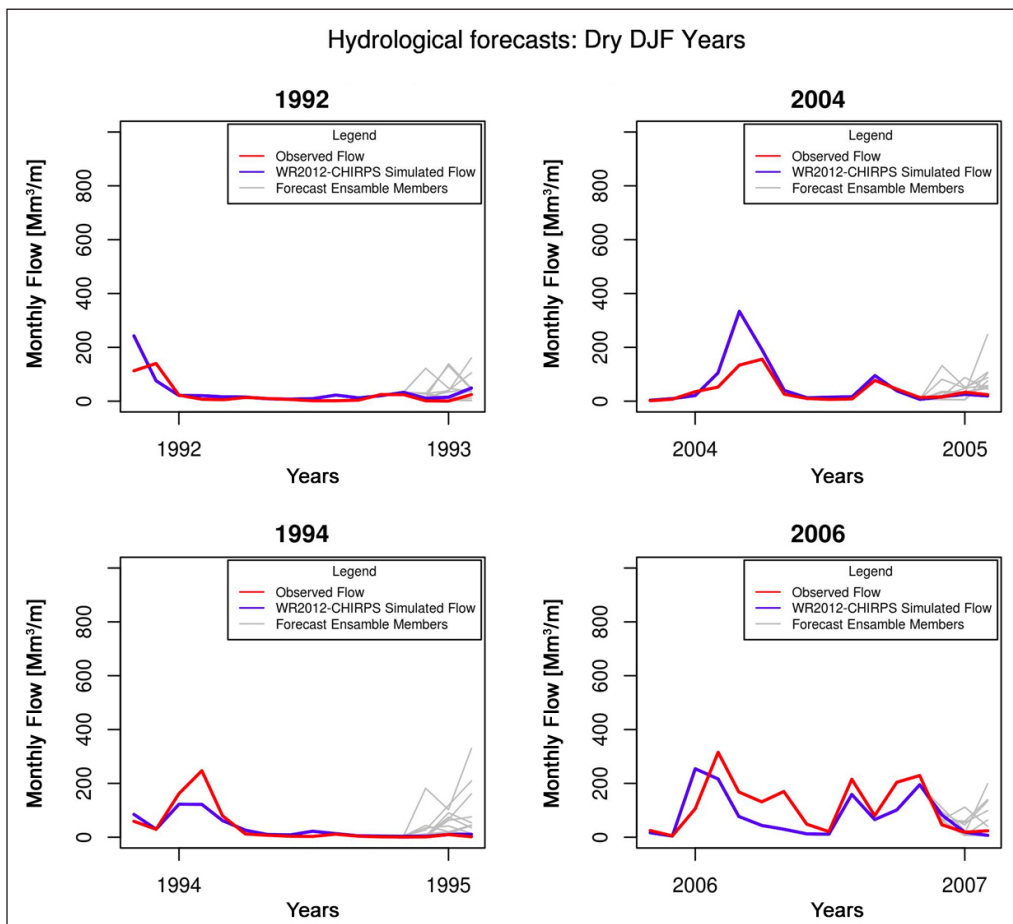 Hydrological forecasts: Dry DJF Years
1992
Legend
Observed Flow
WR2012-CHIRPS Simulated Flow
Forecast Ensamble Members
Monthly Flow [Mm³/m]
0
200
400
600
800
1992
1993
Years
2004
Legend
Observed Flow
WR2012-CHIRPS Simulated Flow
Forecast Ensamble Members
Monthly Flow [Mm³/m]
0
200
400
600
800
2004
2005
Years
1994
Legend
Observed Flow
WR2012-CHIRPS Simulated Flow
Forecast Ensamble Members
Monthly Flow [Mm³/m]
0
200
400
600
800
1994
1995
Years
2006
Legend
Observed Flow
WR2012-CHIRPS Simulated Flow
Forecast Ensamble Members
Monthly Flow [Mm³/m]
0
200
400
600
800
2006
2007
Years